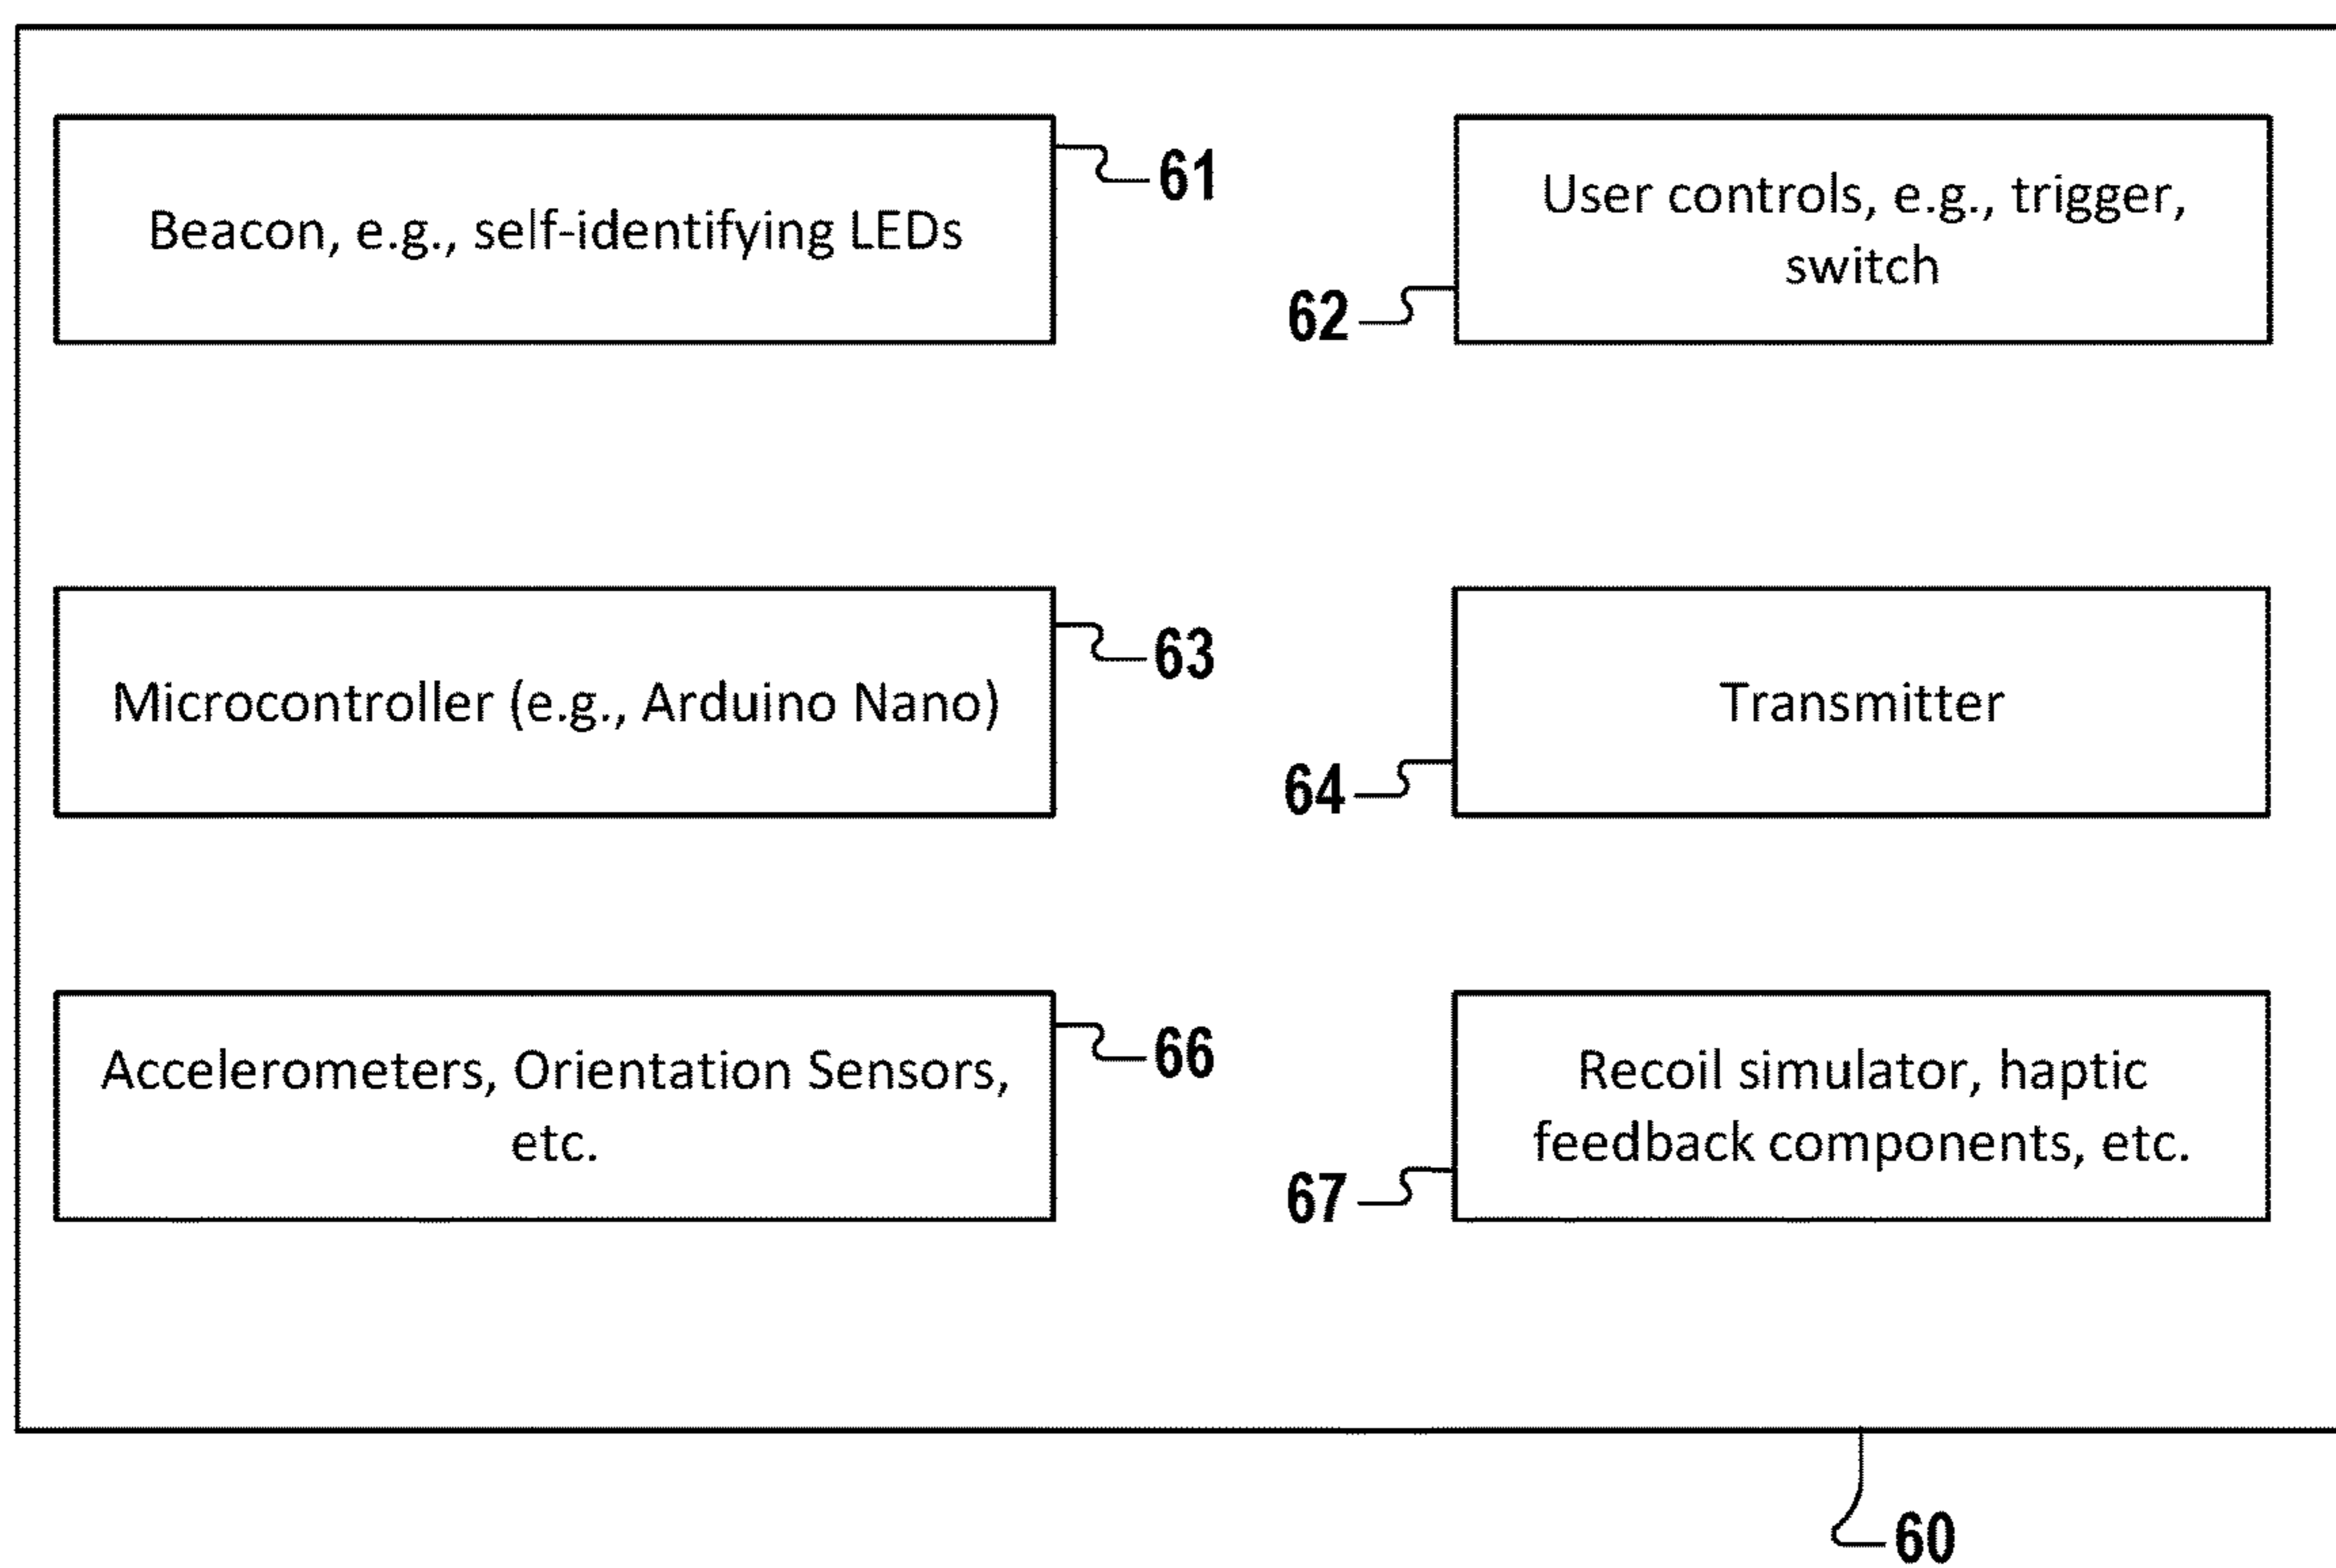 Beacon, e.g., self-identifying LEDs
61
User controls, e.g., trigger,
switch
62
Microcontroller (e.g., Arduino Nano)
63
Transmitter
64
Accelerometers, Orientation Sensors,
etc.
66
Recoil simulator, haptic
feedback components, etc.
67
60